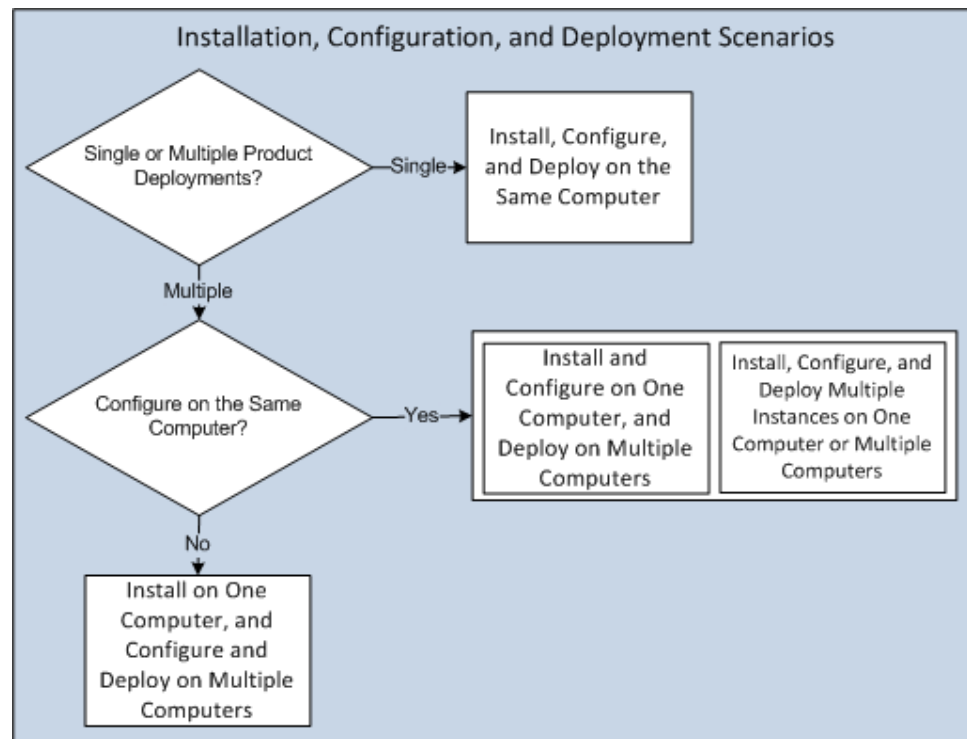 Installation, Configuration, and Deployment Scenarios
Single or Multiple Product
Deployments?
Single
Install, Configure,
and Deploy on the
Same Computer
Multiple
Configure on the Same
Computer?
Yes
Install and
Configure on One
Computer, and
Deploy on Multiple
Computers
Install, Configure, and
Deploy Multiple
Instances on One
Computer or Multiple
Computers
No
Install on One
Computer, and
Configure and
Deploy on Multiple
Computers